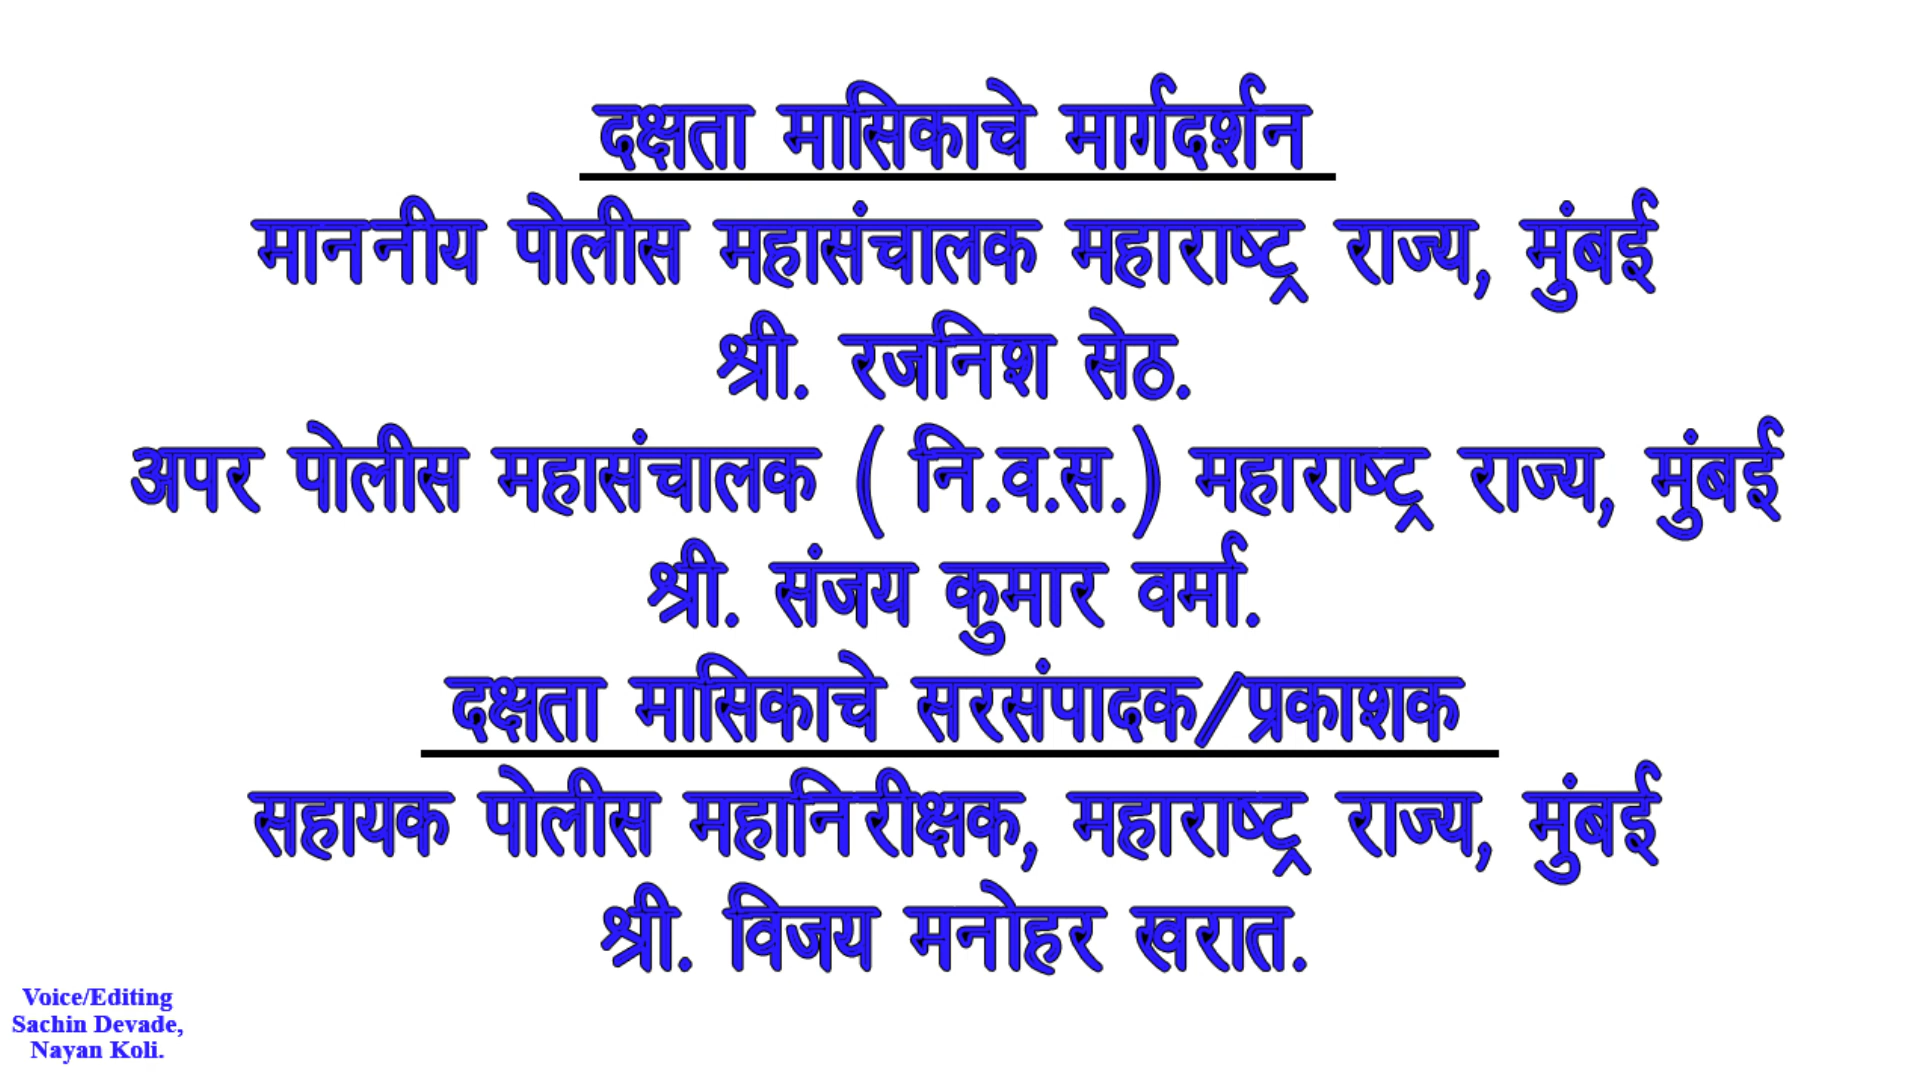 दक्षता मासिकाचे मार्गदर्शन
माननीय पोलीस महासंचालक महाराष्ट्र राज्य, मुंबई
श्री. रजनिश सेठ.
अपर पोलीस महासंचालक ( नि.व.स.) महाराष्ट्र राज्य, मुंबई
श्री. संजय कुमार वर्मा.
दक्षता मासिकाचे सरसंपादक/प्रकाशक
सहायक पोलीस महानिरीक्षक, महाराष्ट्र राज्य, मुंबई
श्री. विजय मनोहर खरात.
Voice/Editing
Sachin Devade,
Nayan Koli.